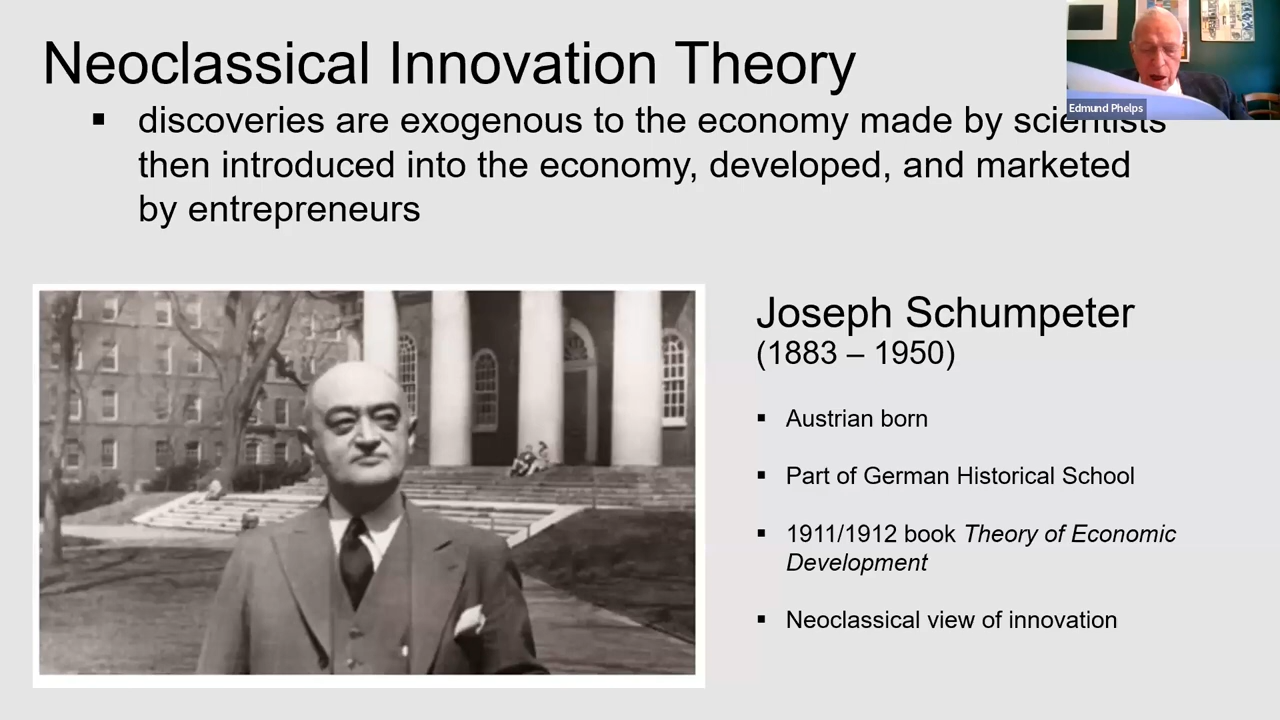 Neoclassical Innovation Theory
Edmund Phelps
▪ discoveries are exogenous to the economy made by scientists
then introduced into the economy, developed, and marketed
by entrepreneurs
Joseph Schumpeter
(1883 – 1950)
▪ Austrian born
▪ Part of German Historical School
▪ 1911/1912 book Theory of Economic
Development
▪ Neoclassical view of innovation